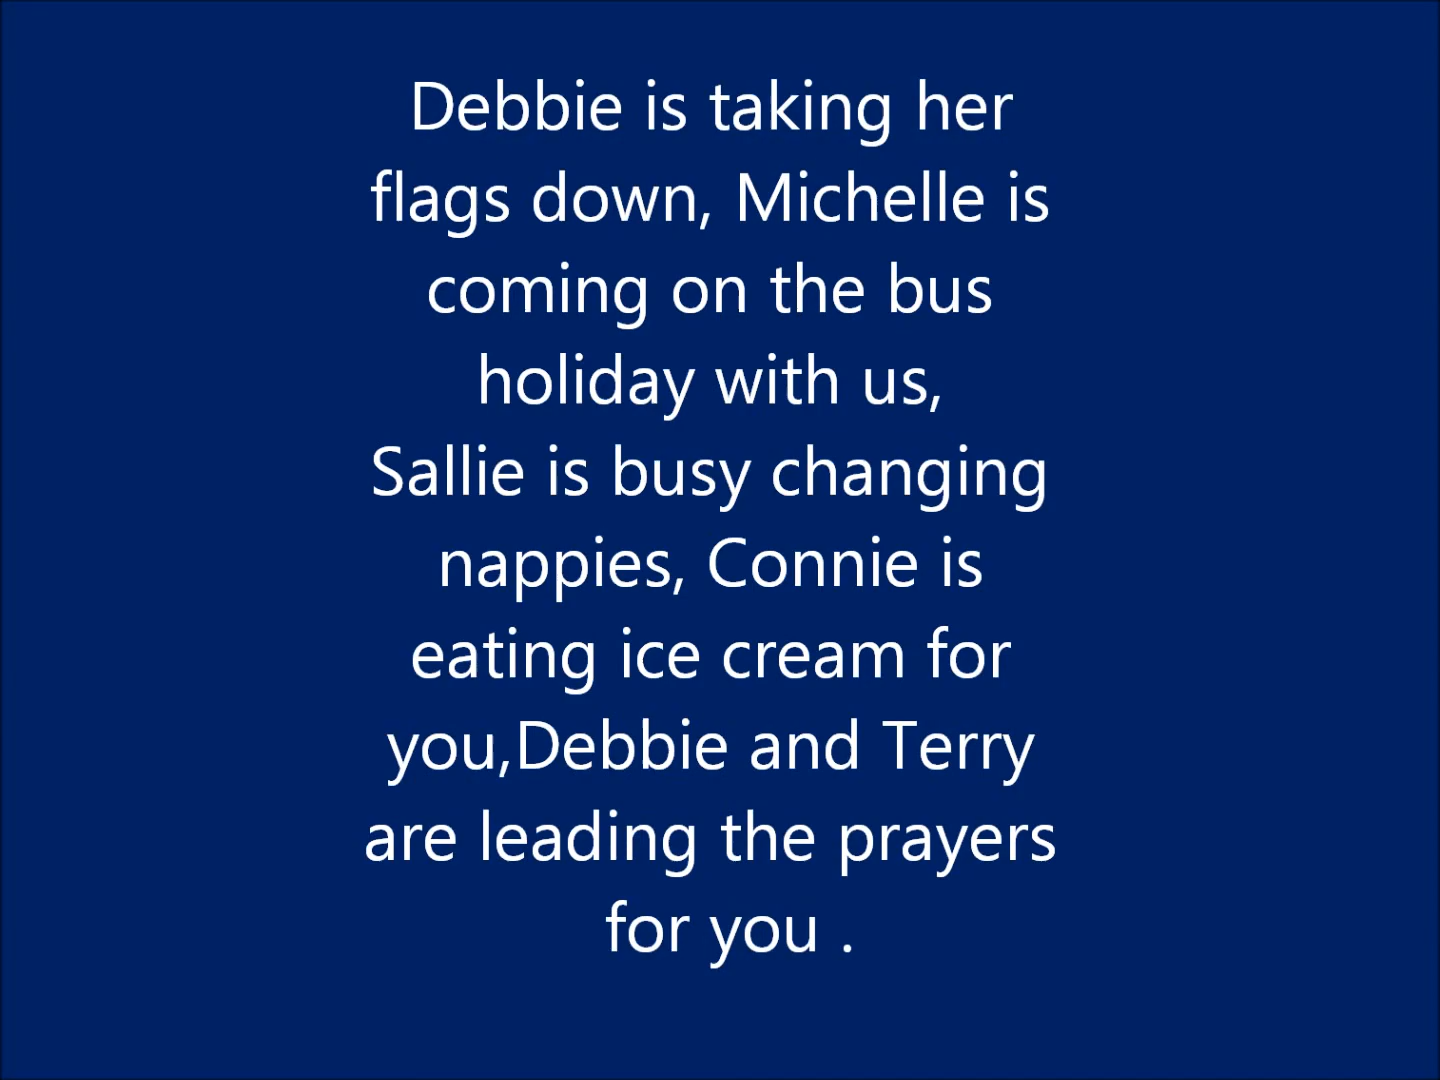 Debbie is taking her
flags down, Michelle is
coming on the bus
holiday with us,
Sallie is busy changing
nappies, Connie is
eating ice cream for
you,Debbie and Terry
are leading the prayers
for you .